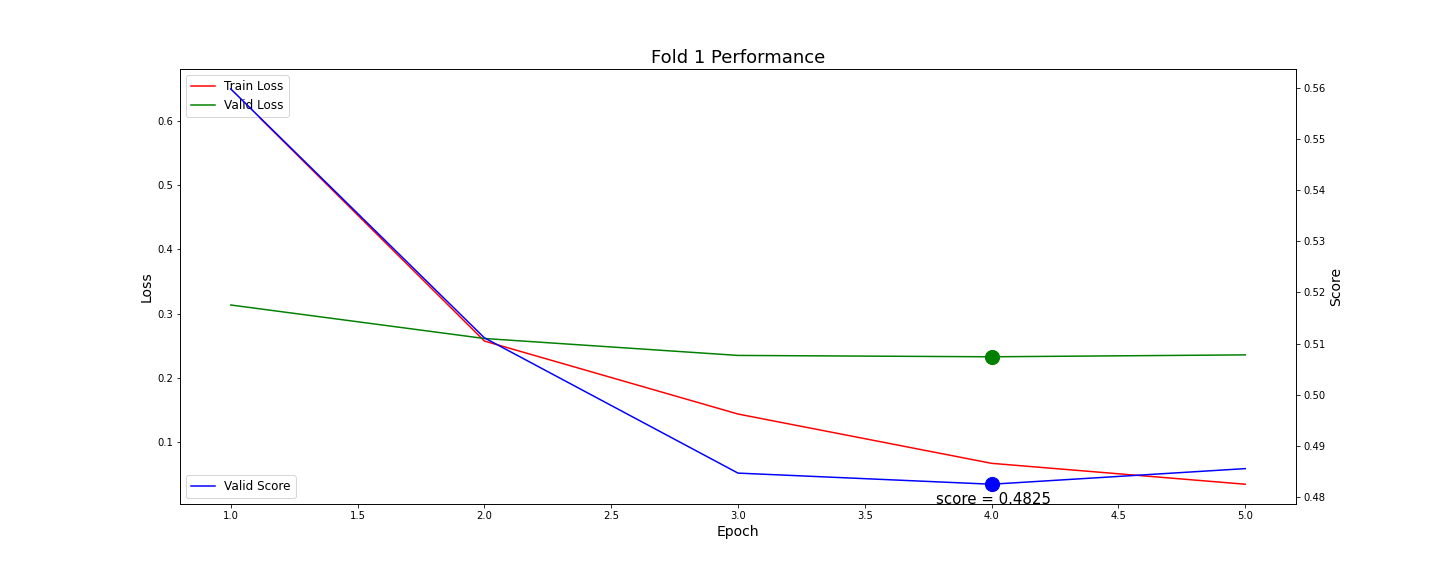 Fold 1 Performance
Train Loss
Valid Loss
Valid Score
score = 0.4825
Loss
0.6
0.5
0.4
0.3
0.2
0.1
Score
0.56
0.55
0.54
0.53
0.52
0.51
0.50
0.49
0.48
1.0 1.5 2.0 2.5 3.0 3.5 4.0 4.5 5.0
Epoch